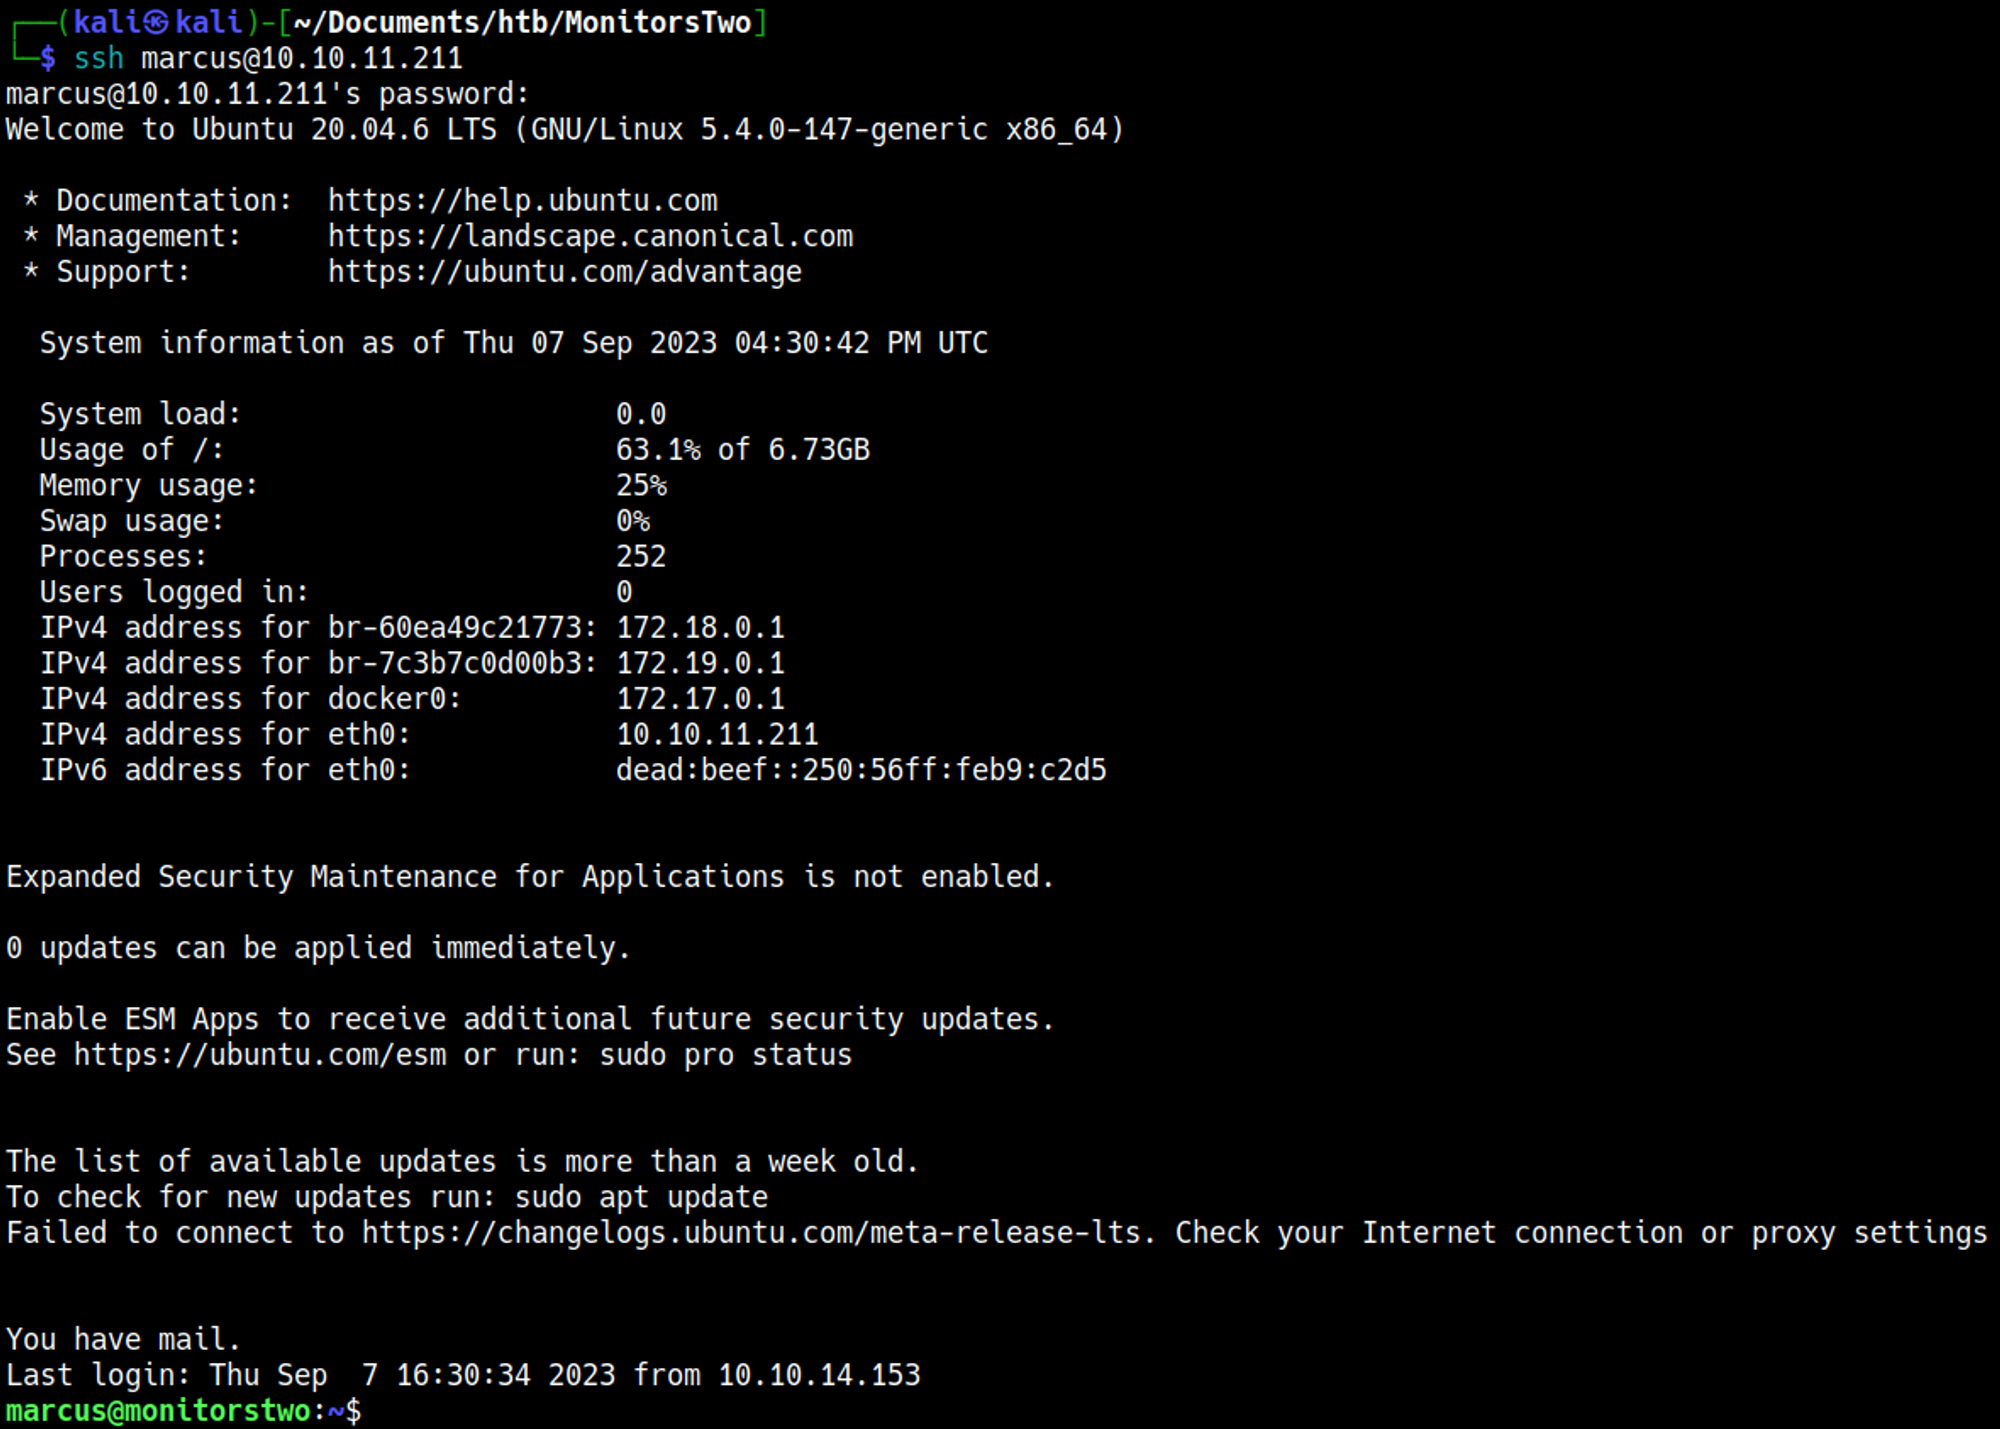 ┌──(kali㉿kali)-[~/Documents/htb/MonitorsTwo]
└─$ ssh marcus@10.10.11.211
marcus@10.10.11.211's password:
Welcome to Ubuntu 20.04.6 LTS (GNU/Linux 5.4.0-147-generic x86_64)
* Documentation:  https://help.ubuntu.com
* Management:     https://landscape.canonical.com
* Support:        https://ubuntu.com/advantage
System information as of Thu 07 Sep 2023 04:30:42 PM UTC
System load:                      0.0
Usage of /:                       63.1% of 6.73GB
Memory usage:                     25%
Swap usage:                       0%
Processes:                        252
Users logged in:                  0
IPv4 address for br-60ea49c21773: 172.18.0.1
IPv4 address for br-7c3b7c0d00b3: 172.19.0.1
IPv4 address for docker0:         172.17.0.1
IPv4 address for eth0:            10.10.11.211
IPv6 address for eth0:            dead:beef::250:56ff:feb9:c2d5
Expanded Security Maintenance for Applications is not enabled.
0 updates can be applied immediately.
Enable ESM Apps to receive additional future security updates.
See https://ubuntu.com/esm or run: sudo pro status
The list of available updates is more than a week old.
To check for new updates run: sudo apt update
Failed to connect to https://changelogs.ubuntu.com/meta-release-lts. Check your Internet connection or proxy settings
You have mail.
Last login: Thu Sep  7 16:30:34 2023 from 10.10.14.153
marcus@monitorstwo:~$